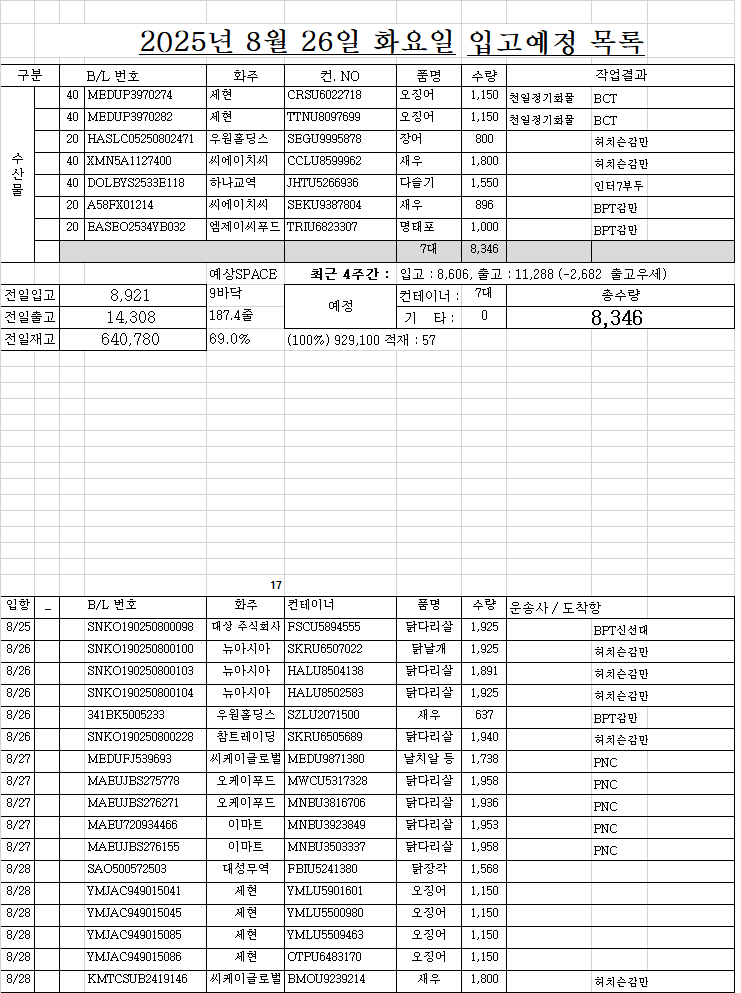 2025년 8월 26일 화요일 입고예정 목록
구분 B/L 번호 화주 컨. NO 품명 수량 작업결과
수산물
40 MEDUP3970274 세현 CRSU6022718 오징어 1,150 천일정기화물 BCT
40 MEDUP3970282 세현 TTNU8097699 오징어 1,150 천일정기화물 BCT
20 HASLC05250802471 우원홀딩스 SEGU9995878 장어 800 허치슨감만
40 XMN5A1127400 씨에이치씨 CCLU8599962 새우 1,800 허치슨감만
40 DOLBYS2533E118 하나교역 JHTU5266936 다슬기 1,550 인터7부두
20 A58FX01214 씨에이치씨 SEKU9387804 새우 896 BPT감만
20 EASBO2534YB032 엠제이씨푸드 TRIU6823307 명태포 1,000 BPT감만
7대 8,346
예상SPACE 최근 4주간 : 입고 : 8,606, 출고 : 11,288 (-2,682 출고우세)
전일입고 8,921 9바닥 예정 컨테이너 : 7대 총수량
전일출고 14,308 187.4줄 기 타 : 0 8,346
전일재고 640,780 69.0% (100%) 929,100 적재 : 57
17
입항 _ B/L 번호 화주 컨테이너 품명 수량 운송사 / 도착항
8/25 SNKO190250800098 대상 주식회사 FSCU5894555 닭다리살 1,925 BPT신선대
8/26 SNKO190250800100 뉴아시아 SKRU6507022 닭날개 1,925 허치슨감만
8/26 SNKO190250800103 뉴아시아 HALU8504138 닭다리살 1,891 허치슨감만
8/26 SNKO190250800104 뉴아시아 HALU8502583 닭다리살 1,925 허치슨감만
8/26 341BK5005233 우원홀딩스 SZLU2071500 새우 637 BPT감만
8/26 SNKO190250800228 참트레이딩 SKRU6505689 닭다리살 1,940 허치슨감만
8/27 MEDUFJ539693 씨케이글로벌 MEDU9871380 날치알 등 1,738 PNC
8/27 MAEUJBS275778 오케이푸드 MWCU5317328 닭다리살 1,958 PNC
8/27 MAEUJBS276271 오케이푸드 MNBU3816706 닭다리살 1,936 PNC
8/27 MAEU720934466 이마트 MNBU3923849 닭다리살 1,953 PNC
8/27 MAEUJBS276155 이마트 MNBU3503337 닭다리살 1,958 PNC
8/28 SAO500572503 대성무역 FBIU5241380 닭장각 1,568
8/28 YMJAC949015041 세현 YMLU5901601 오징어 1,150
8/28 YMJAC949015045 세현 YMLU5500980 오징어 1,150
8/28 YMJAC949015085 세현 YMLU5509463 오징어 1,150
8/28 YMJAC949015086 세현 OTPU6483170 오징어 1,150
8/28 KMTCSUB2419146 씨케이글로벌 BMOU9239214 새우 1,800 허치슨감만